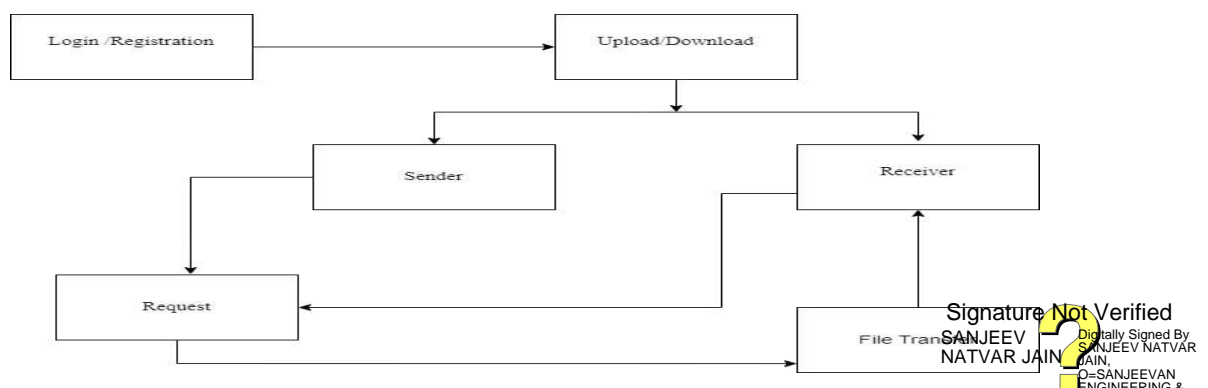 Login /Registration
Upload/Download
Sender
Receiver
Request
File Transfer
Signature Not Verified
SANJEEV
NATVAR JAIN
Digitally Signed By
SANJEEV NATVAR
JAIN,
O=SANJEEVAN
ENGINEERING &